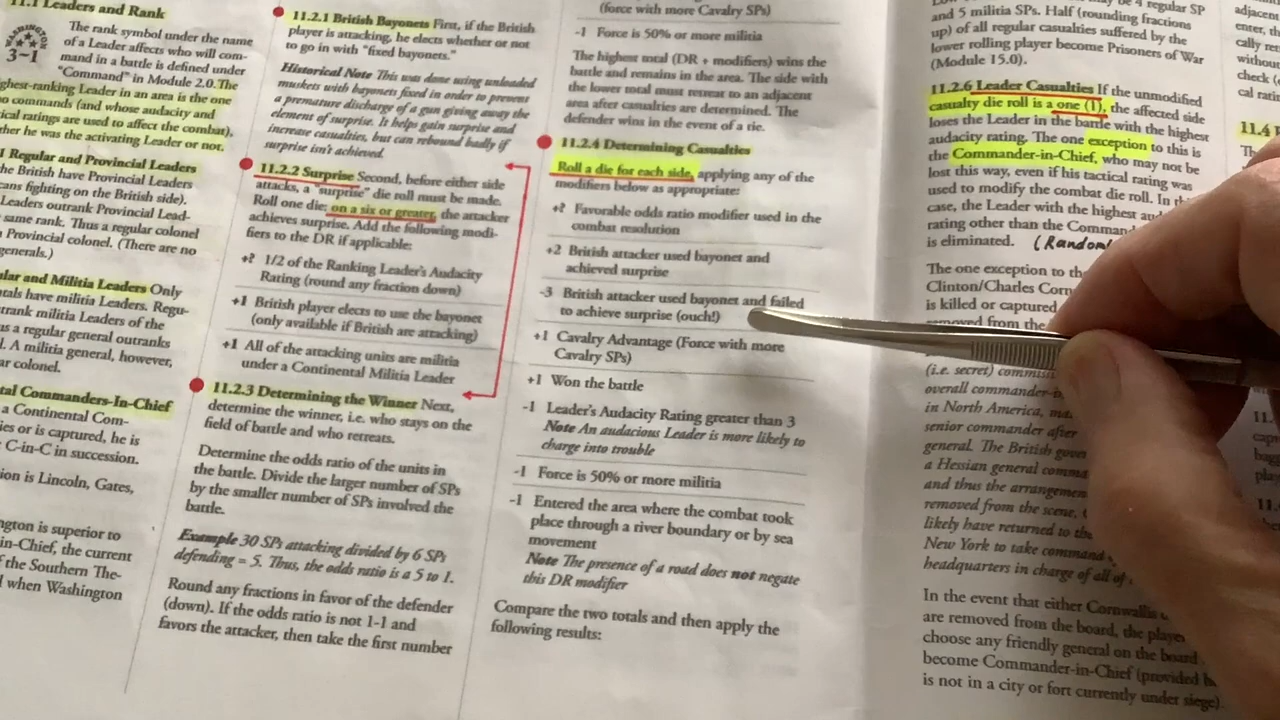 11.1 Leaders and Rank
WASHINGTON
3~1
The rank symbol under the name
of a Leader affects who will com-
mand in a battle is defined under
"Command" in Module 2.0. The
highest-ranking Leader in an area is the one
commands (and whose audacity and
tical ratings are used to affect the combat).
ther he was the activating Leader or not.
Regular and Provincial Leaders
the British have Provincial Leaders
cans fighting on the British side).
Leaders outrank Provincial Lead-
same rank. Thus a regular colonel
Provincial colonel. (There are no
generals.)
lar and Militia Leaders Only
tals have militia Leaders. Regu-
trank militia Leaders of the
us a regular general outranks
l. A militia general, however,
ar colonel.
tal Commanders-In-Chief
a Continental Com-
ies or is captured, he is
C-in-C in succession.
ion is Lincoln, Gates,
ngton is superior to
in-Chief, the current
f the Southern The-
l when Washington
11.2.1 British Bayonets First, if the British
player is attacking, he elects whether or not
to go in with "fixed bayonets."
Historical Note This was done using unloaded
muskets with bayonets fixed in order to prevent
a premature discharge of a gun giving away the
element of surprise. It helps gain surprise and
increase casualties, but can rebound badly if
surprise isn't achieved.
11.2.2 Surprise Second, before either side
attacks, a "surprise" die roll must be made.
Roll one die; on a six or greater, the attacker
achieves surprise. Add the following modi-
fiers to the DR if applicable:
+? 1/2 of the Ranking Leader's Audacity
Rating (round any fraction down)
+1 British player elects to use the bayonet
(only available if British are attacking)
+1 All of the attacking units are militia
under a Continental Militia Leader
11.2.3 Determining the Winner Next,
determine the winner, i.e. who stays on the
field of battle and who retreats.
Determine the odds ratio of the units in
the battle. Divide the larger number of SPs
by the smaller number of SPs involved the
battle.
Example 30 SPs attacking divided by 6 SPs
defending = 5. Thus, the odds ratio is a 5 to 1.
Round any fractions in favor of the defender
(down). If the odds ratio is not 1-1 and
favors the attacker, then take the first number
(force with more Cavalry SPs)
-1 Force is 50% or more militia
The highest total (DR + modifiers) wins the
battle and remains in the area. The side with
the lower total must retreat to an adjacent
area after casualties are determined. The
defender wins in the event of a tie.
11.2.4 Determining Casualties
Roll a die for each side, applying any of the
modifiers below as appropriate:
+? Favorable odds ratio modifier used in the
combat resolution
+2 British attacker used bayonet and
achieved surprise
-3 British attacker used bayonet and failed
to achieve surprise (ouch!)
+1 Cavalry Advantage (Force with more
Cavalry SPs)
+1 Won the battle
-1 Leader's Audacity Rating greater than 3
Note An audacious Leader is more likely to
charge into trouble
-1 Force is 50% or more militia
-1 Entered the area where the combat took
place through a river boundary or by sea
movement
Note The presence of a road does not negate
this DR modifier
Compare the two totals and then apply the
following results:
may be 4 regular SP
and 5 militia SPs. Half (rounding fractions
up) of all regular casualties suffered by the
lower rolling player become Prisoners of War
(Module 15.0).
11.2.6 Leader Casualties If the unmodified
casualty die roll is a one (1), the affected side
loses the Leader in the battle with the highest
audacity rating. The one exception to this is
the Commander-in-Chief, who may not be
lost this way, even if his tactical rating was
used to modify the combat die roll. In th
case, the Leader with the highest aud
rating other than the Comman
is eliminated. (Random
The one exception to th
Clinton/Charles Corn
is killed or captured
removed from the
(i.e. secret) commiss
overall commander-
in North America, ma
senior commander after
general. The British gove
a Hessian general comma
and thus the arrangemen
removed from the scene,
likely have returned to the
New York to take command
headquarters in charge of all of
In the event that either Cornwallis
are removed from the board, the playe
choose any friendly general on the board
become Commander-in-Chief (provided h
is not in a city or fort currently under siege).
adjacen
enter, th
cally re
without
check (
cal ratin
11.4